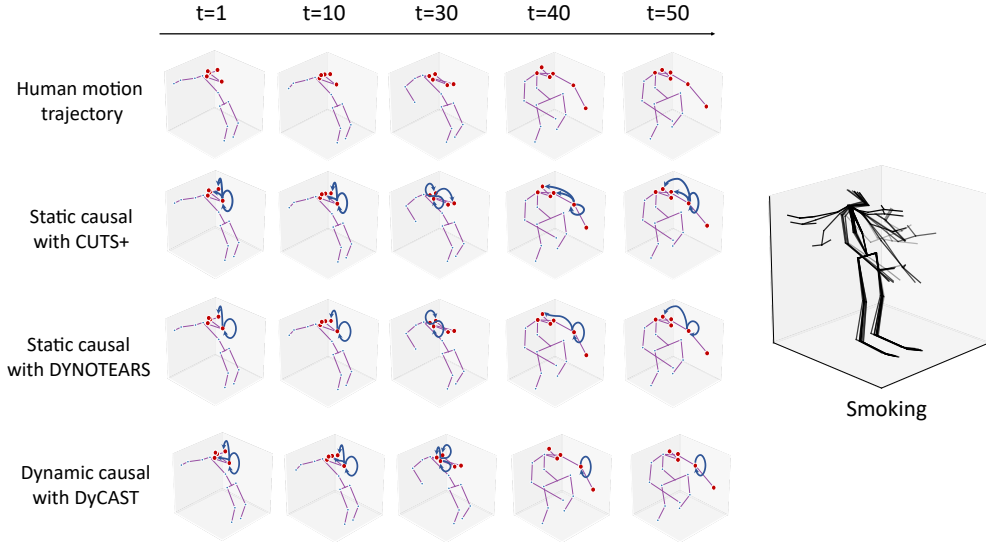 t=1 t=10 t=30 t=40 t=50
Human motion
trajectory
Static causal
with CUTS+
Static causal
with DYNOTEARS
Dynamic causal
with DyCAST
Smoking